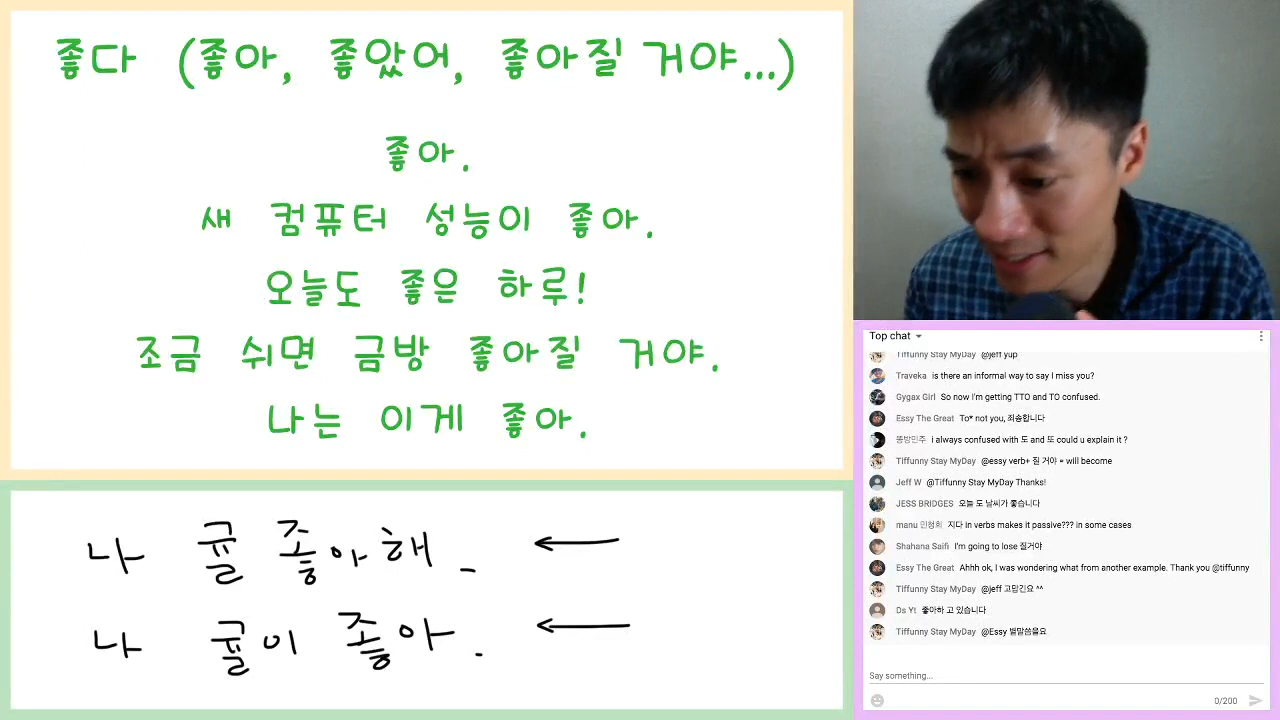 좋다 (좋아, 좋았어, 좋아질 거야...)
좋아.
새 컴퓨터 성능이 좋아.
오늘도 좋은 하루!
조금 쉬면 금방 좋아질 거야.
나는 이게 좋아.
나 귤 좋아해.
나 귤이 좋아.
Top chat
Tiffunny Stay MyDay @jeff yup
Traveka is there an informal way to say I miss you?
Gygax Girl So now I'm getting TTO and TO confused.
Essy The Great To* not you, 죄송합니다
똥방민주 i always confused with 도 and 또 could u explain it ?
Tiffunny Stay MyDay @essy verb+ 질 거야 = will become
Jeff W @Tiffunny Stay MyDay Thanks!
JESS BRIDGES 오늘 도 날씨가 좋습니다
manu 민정희 지다 in verbs makes it passive??? in some cases
Shahana Saifi I'm going to lose 질거야
Essy The Great Ahhh ok, I was wondering what from another example. Thank you @tiffunny
Tiffunny Stay MyDay @jeff 고맙긴요 ^^
Ds Yt 좋아하 고 있습니다
Tiffunny Stay MyDay @Essy 별말씀을요
Say something...
0/200